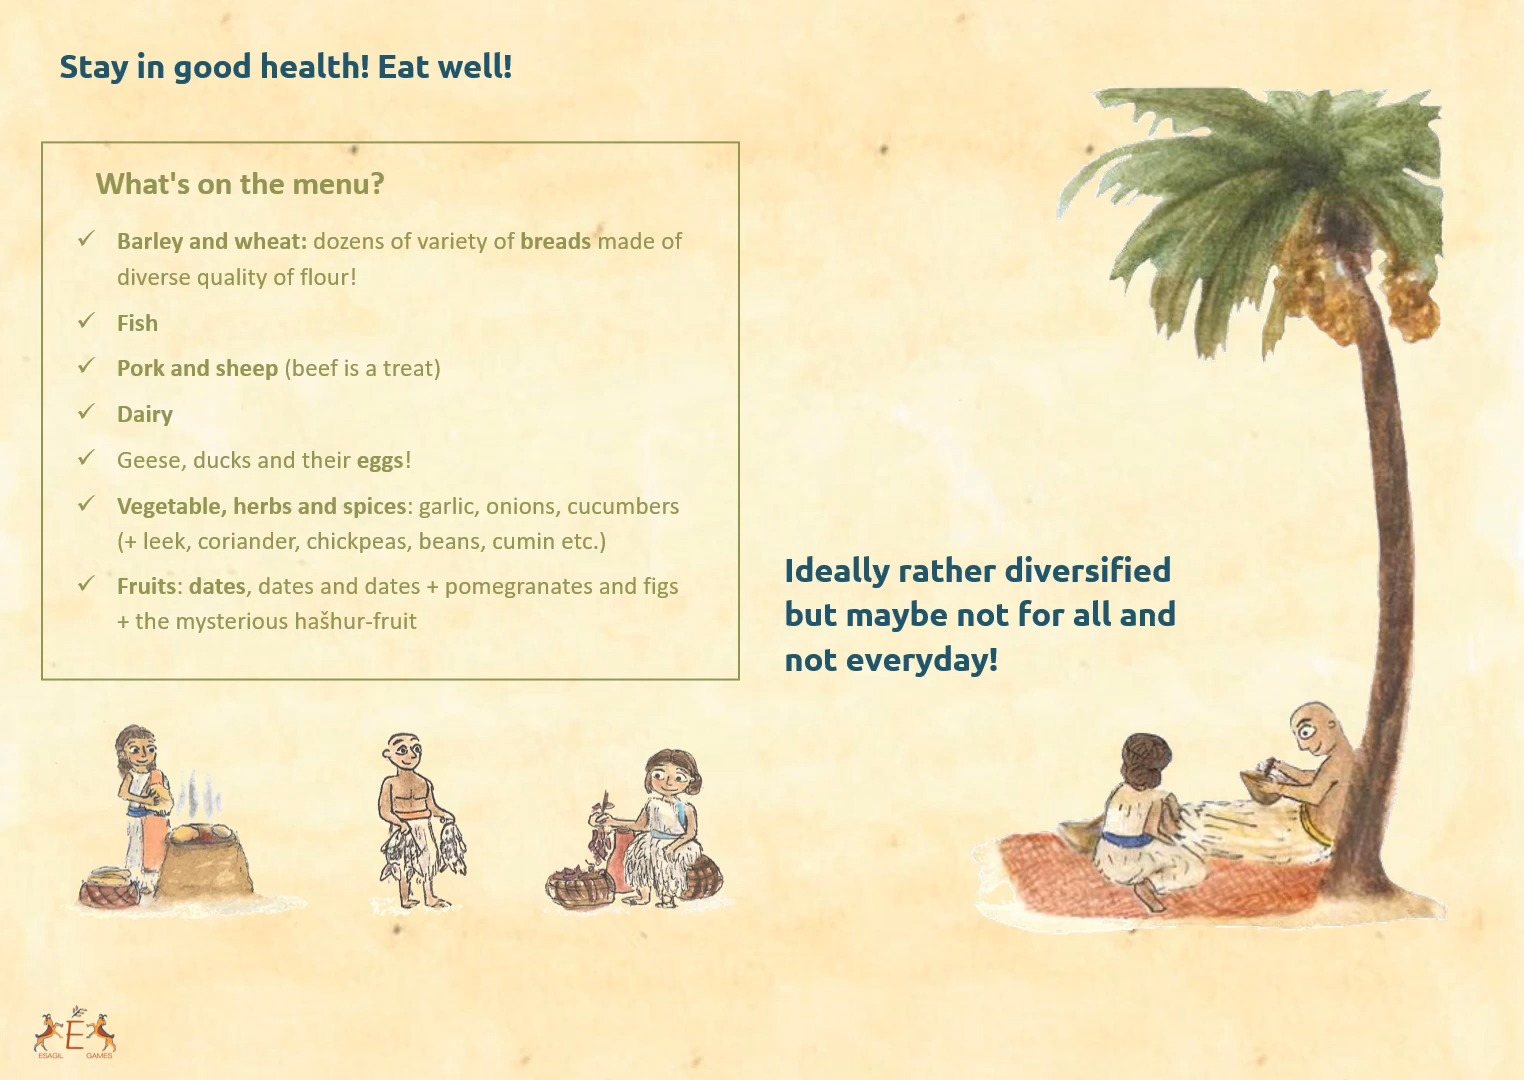 Stay in good health! Eat well!
What's on the menu?
✓ Barley and wheat: dozens of variety of breads made of
diverse quality of flour!
✓ Fish
✓ Pork and sheep (beef is a treat)
✓ Dairy
✓ Geese, ducks and their eggs!
✓ Vegetable, herbs and spices: garlic, onions, cucumbers
(+ leek, coriander, chickpeas, beans, cumin etc.)
✓ Fruits: dates, dates and dates + pomegranates and figs
+ the mysterious hašhur-fruit
Ideally rather diversified
but maybe not for all and
not everyday!
E
ESAGIL GAMES